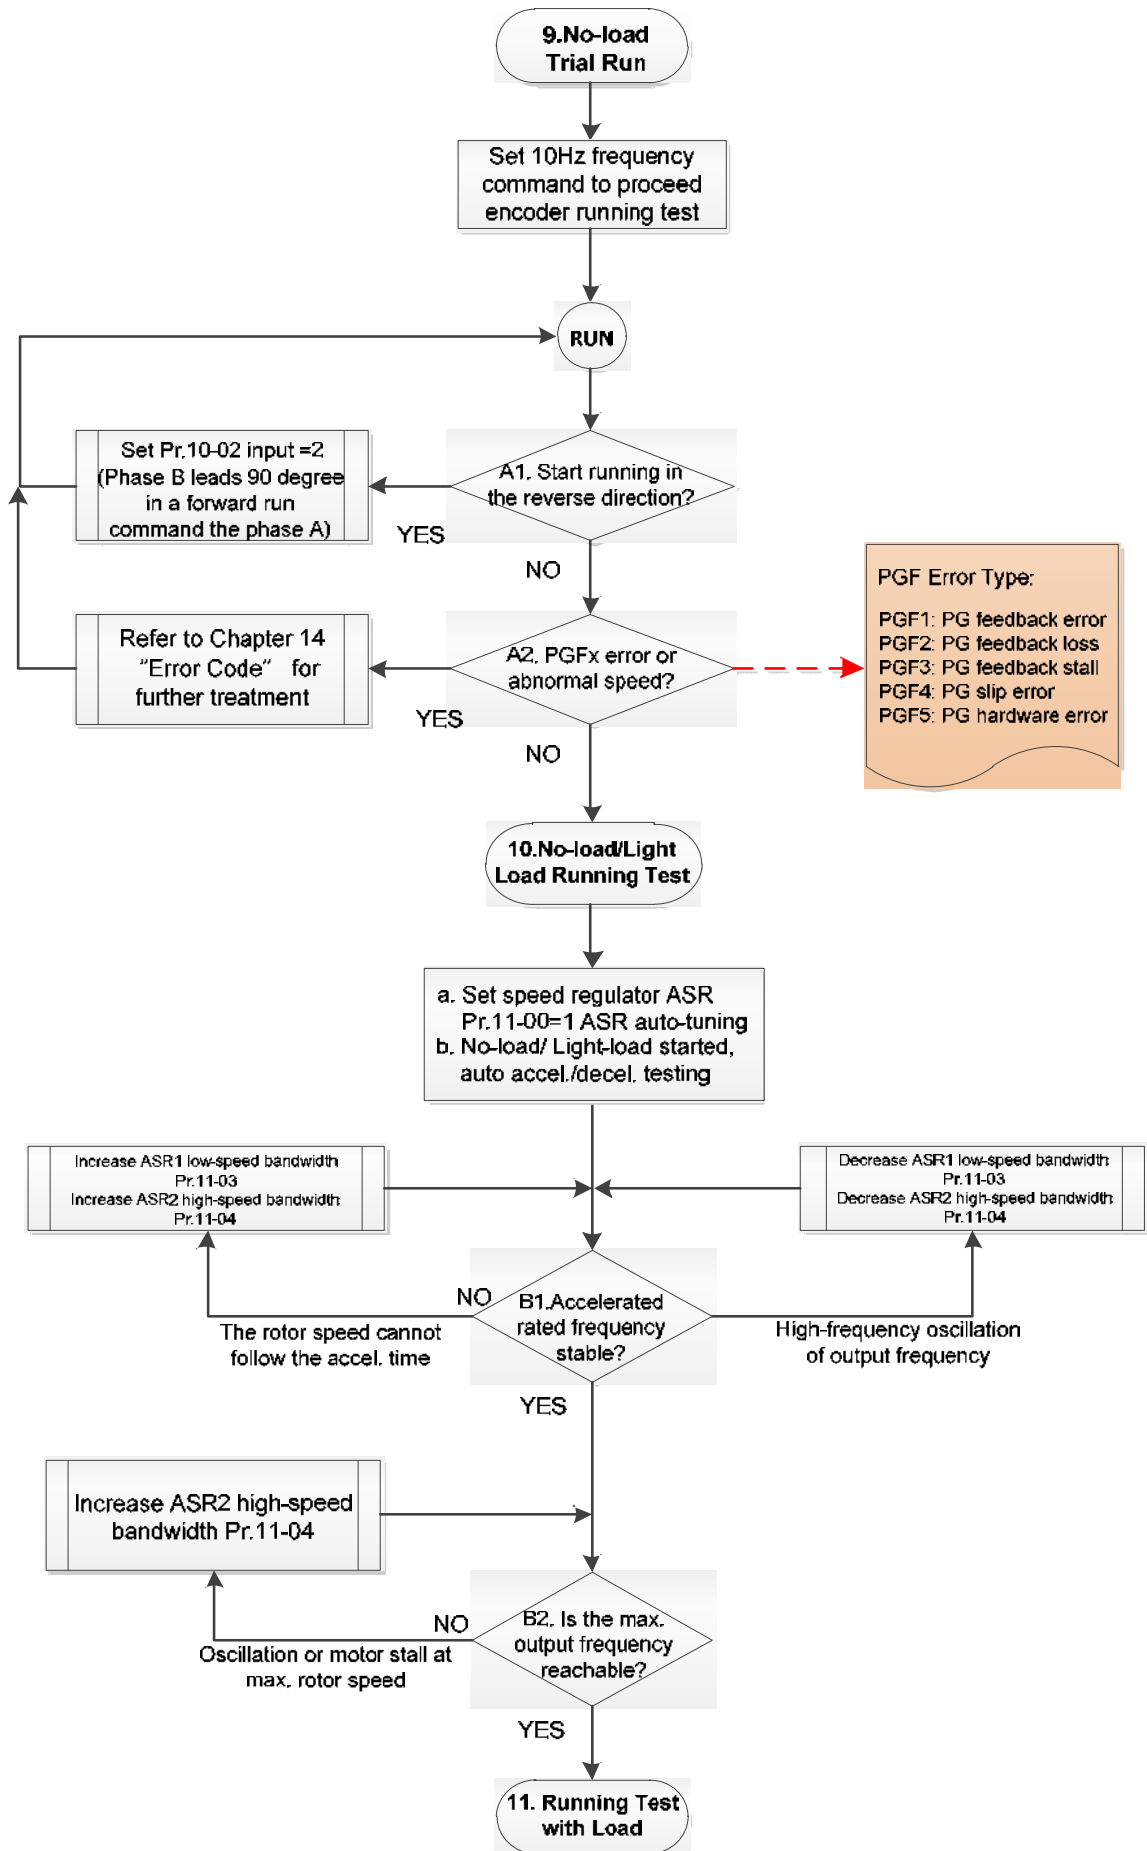 9.No-load
Trial Run
Set 10Hz frequency
command to proceed
encoder running test
RUN
Set Pr.10-02 input =2
(Phase B leads 90 degree
in a forward run
command the phase A)
A1. Start running in
the reverse direction?
YES
NO
Refer to Chapter 14
"Error Code" for
further treatment
A2. PGFx error or
abnormal speed?
YES
NO
PGF Error Type:
PGF1: PG feedback error
PGF2: PG feedback loss
PGF3: PG feedback stall
PGF4: PG slip error
PGF5: PG hardware error
10.No-load/Light
Load Running Test
a. Set speed regulator ASR
Pr.11-00=1 ASR auto-tuning
b. No-load/ Light-load started,
auto accel./decel. testing
Increase ASR1 low-speed bandwidth
Pr.11-03
Increase ASR2 high-speed bandwidth
Pr.11-04
Decrease ASR1 low-speed bandwidth
Pr.11-03
Decrease ASR2 high-speed bandwidth
Pr.11-04
NO
B1.Accelerated
rated frequency
stable?
The rotor speed cannot
follow the accel. time
High-frequency oscillation
of output frequency
YES
Increase ASR2 high-speed
bandwidth Pr.11-04
NO
B2. Is the max.
output frequency
reachable?
Oscillation or motor stall at
max. rotor speed
YES
11. Running Test
with Load